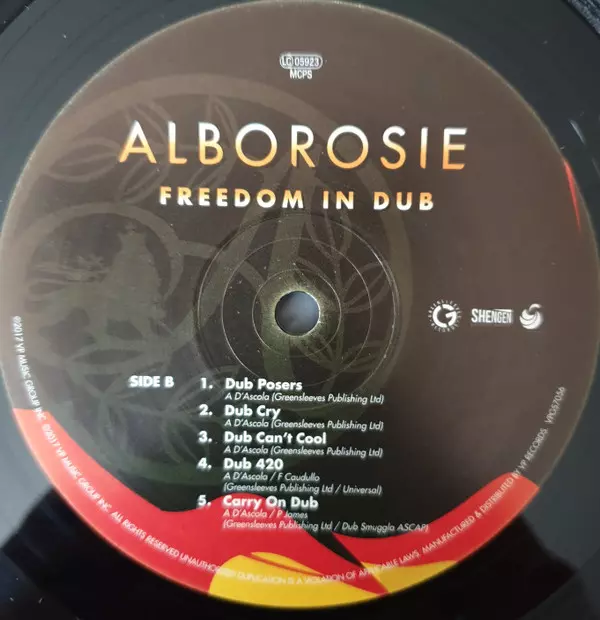 LC 05923
MCPS
ALBOROSIE
FREEDOM IN DUB
G
SHENGEN
SIDE B
1. Dub Posers
A D'Ascola (Greensleeves Publishing Ltd)
2. Dub Cry
A D'Ascola (Greensleeves Publishing Ltd)
3. Dub Can't Cool
A D'Ascola (Greensleeves Publishing Ltd)
4. Dub 420
A D'Ascola / F Caudullo
(Greensleeves Publishing Ltd / Universal)
5. Carry On Dub
A D'Ascola / P James
(Greensleeves Publishing Ltd / Dub Smuggla ASCAP)
℗2017 VP MUSIC GROUP INC. ©2017 VP MUSIC GROUP INC. ALL RIGHTS RESERVED UNAUTHORIZED DUPLICATION IS A VIOLATION OF APPLICABLE LAWS. MANUFACTURED & DISTRIBUTED BY VP RECORDS. VPGS7036